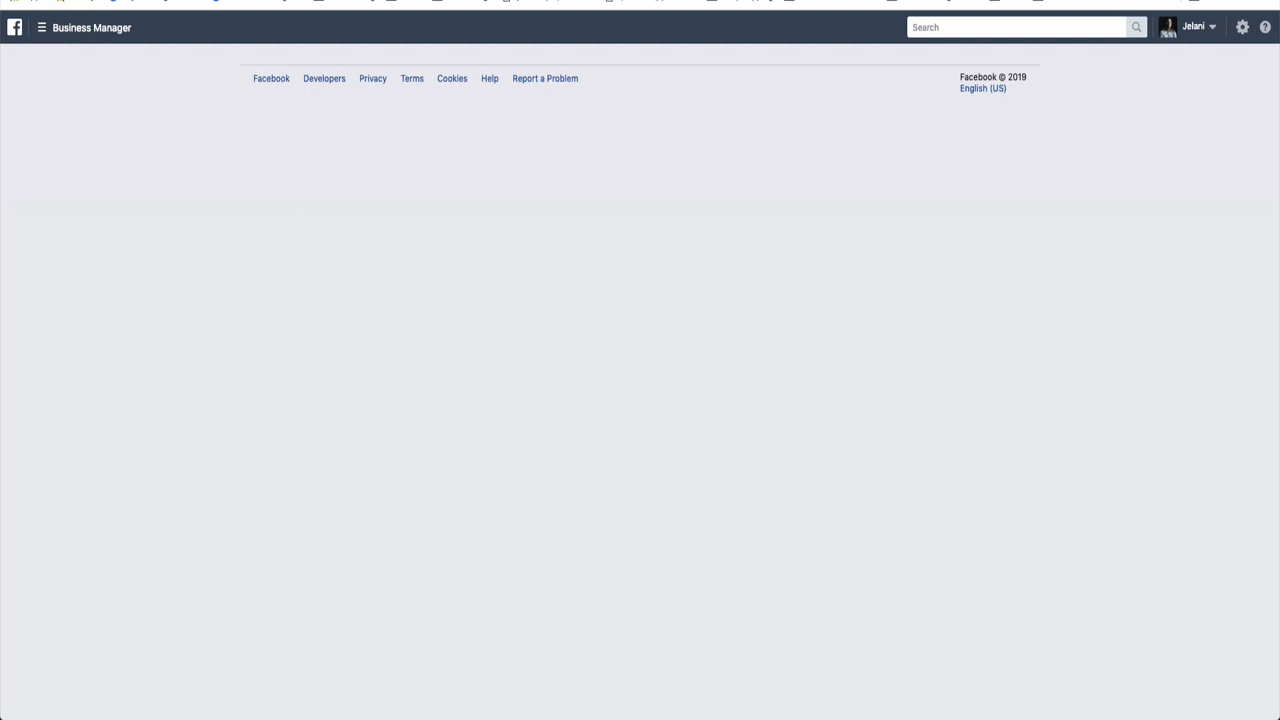 Business Manager
Search
Jelani
Facebook Developers Privacy Terms Cookies Help Report a Problem
Facebook © 2019
English (US)